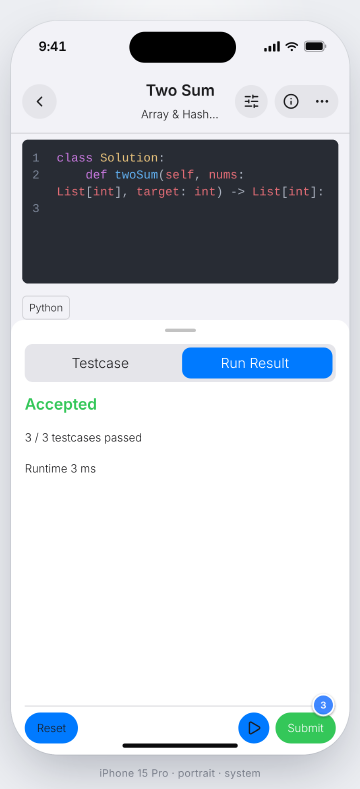 9:41
Two Sum
Array & Hash...
1 class Solution:
2 def twoSum(self, nums:
List[int], target: int) -> List[int]:
3
Python
Testcase
Run Result
Accepted
3 / 3 testcases passed
Runtime 3 ms
3
Reset
Submit
iPhone 15 Pro · portrait · system